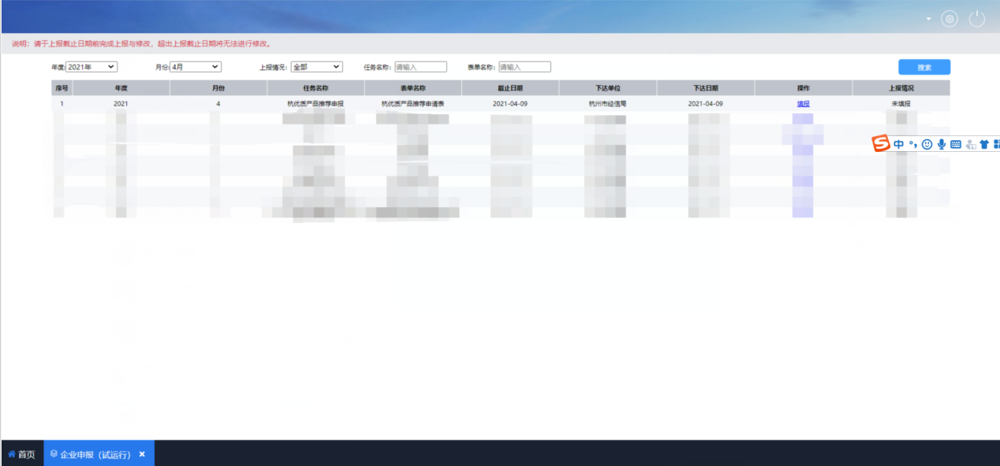 说明：请于上报截止日期前完成上报与修改，超出上报截止日期将无法进行修改。
年度: 2021年 月份: 4月 上报情况: 全部 任务名称: 请输入 表单名称: 请输入 搜索
序号 年度 月份 任务名称 表单名称 截止日期 下达单位 下达日期 操作 上报情况
1 2021 4 杭优质产品推荐申报 杭优质产品推荐申请表 2021-04-09 杭州市经信局 2021-04-09 填报 未填报
S 中 °,
首页 企业申报（试运行） ×